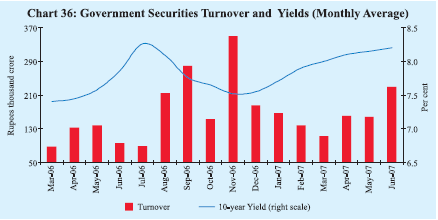 Chart 36: Government Securities Turnover and Yields (Monthly Average)
370
290
210
130
50
Rupees thousand crore
8.5
8.0
7.5
7.0
6.5
Per cent
Mar-06
Apr-06
May-06
Jun-06
Jul-06
Aug-06
Sep-06
Oct-06
Nov-06
Dec-06
Jan-07
Feb-07
Mar-07
Apr-07
May-07
Jun-07
Turnover
10-year Yield (right scale)